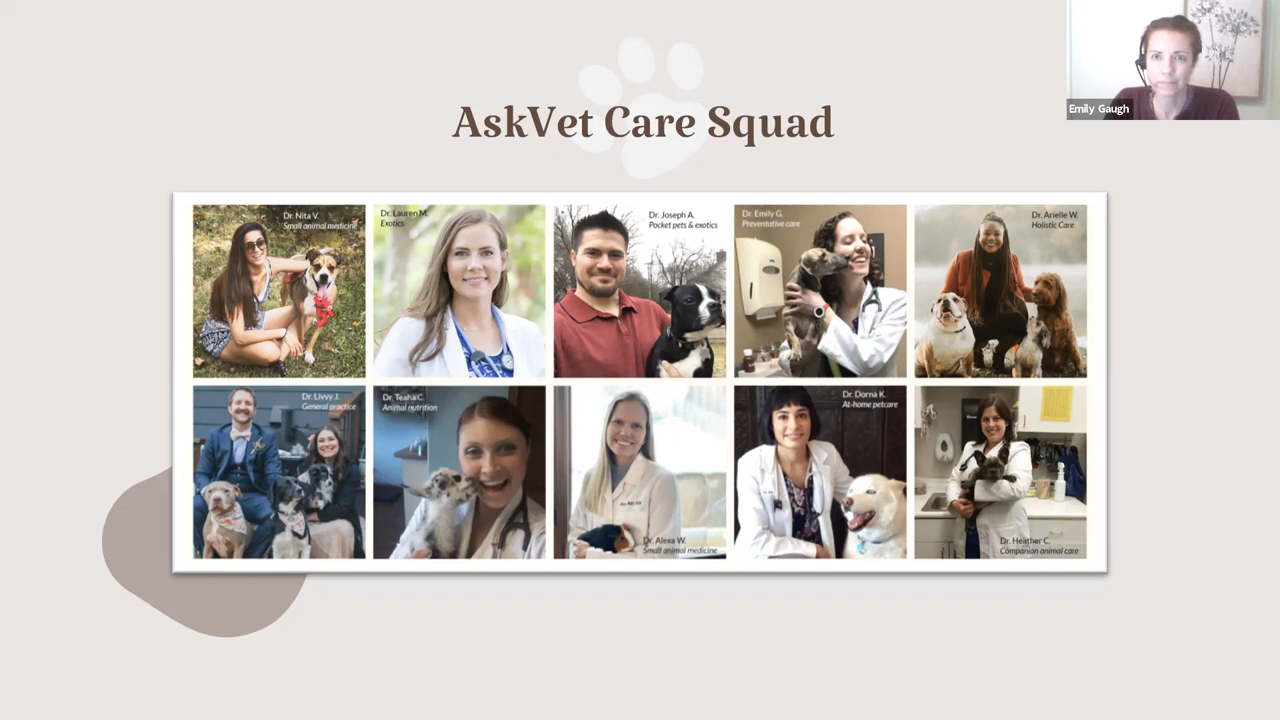 AskVet Care Squad
Emily Gaugh
Dr. Nita V.
Small animal medicine
Dr. Lauren M.
Exotics
Dr. Joseph A.
Pocket pets & exotics
Dr. Emily G.
Preventative care
Dr. Arielle W.
Holistic Care
Dr. Livvy J.
General practice
Dr. Teaha C.
Animal nutrition
Dr. Alexa W.
Small animal medicine
Dr. Dorna K.
At-home petcare
Dr. Heather C.
Companion animal care